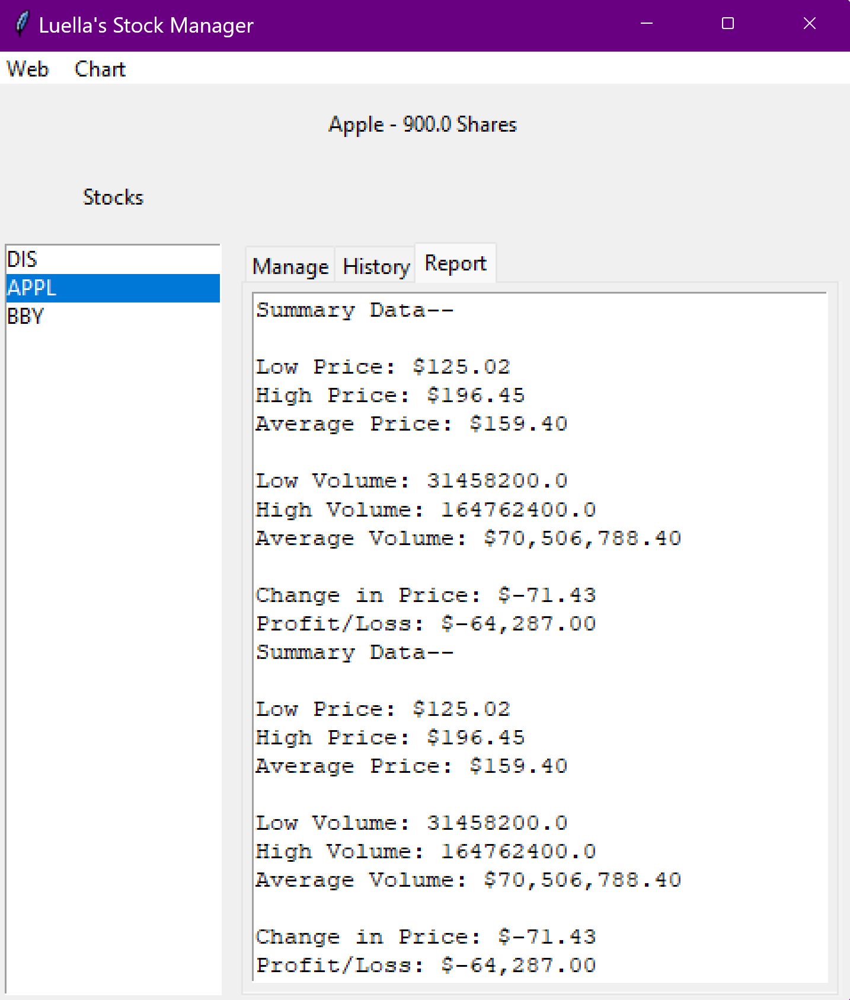 Luella's Stock Manager
Web Chart
Apple - 900.0 Shares
Stocks
DIS
APPL
BBY
Manage History Report
Summary Data--
Low Price: $125.02
High Price: $196.45
Average Price: $159.40
Low Volume: 31458200.0
High Volume: 164762400.0
Average Volume: $70,506,788.40
Change in Price: $-71.43
Profit/Loss: $-64,287.00
Summary Data--
Low Price: $125.02
High Price: $196.45
Average Price: $159.40
Low Volume: 31458200.0
High Volume: 164762400.0
Average Volume: $70,506,788.40
Change in Price: $-71.43
Profit/Loss: $-64,287.00